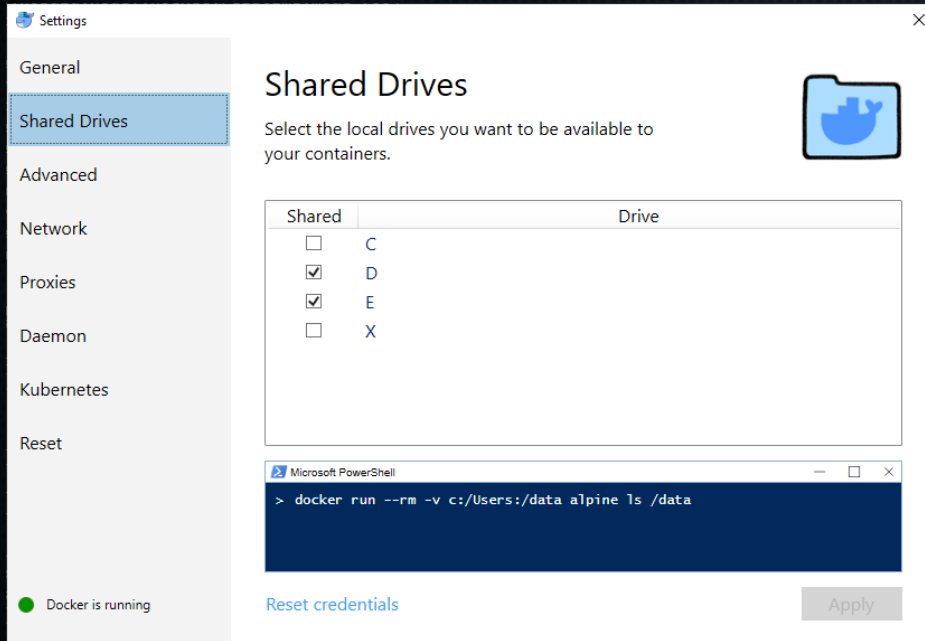 Settings
General
Shared Drives
Advanced
Network
Proxies
Daemon
Kubernetes
Reset
Docker is running
Shared Drives
Select the local drives you want to be available to
your containers.
Shared Drive
C
D
E
X
Microsoft PowerShell
> docker run --rm -v c:/Users:/data alpine ls /data
Reset credentials
Apply